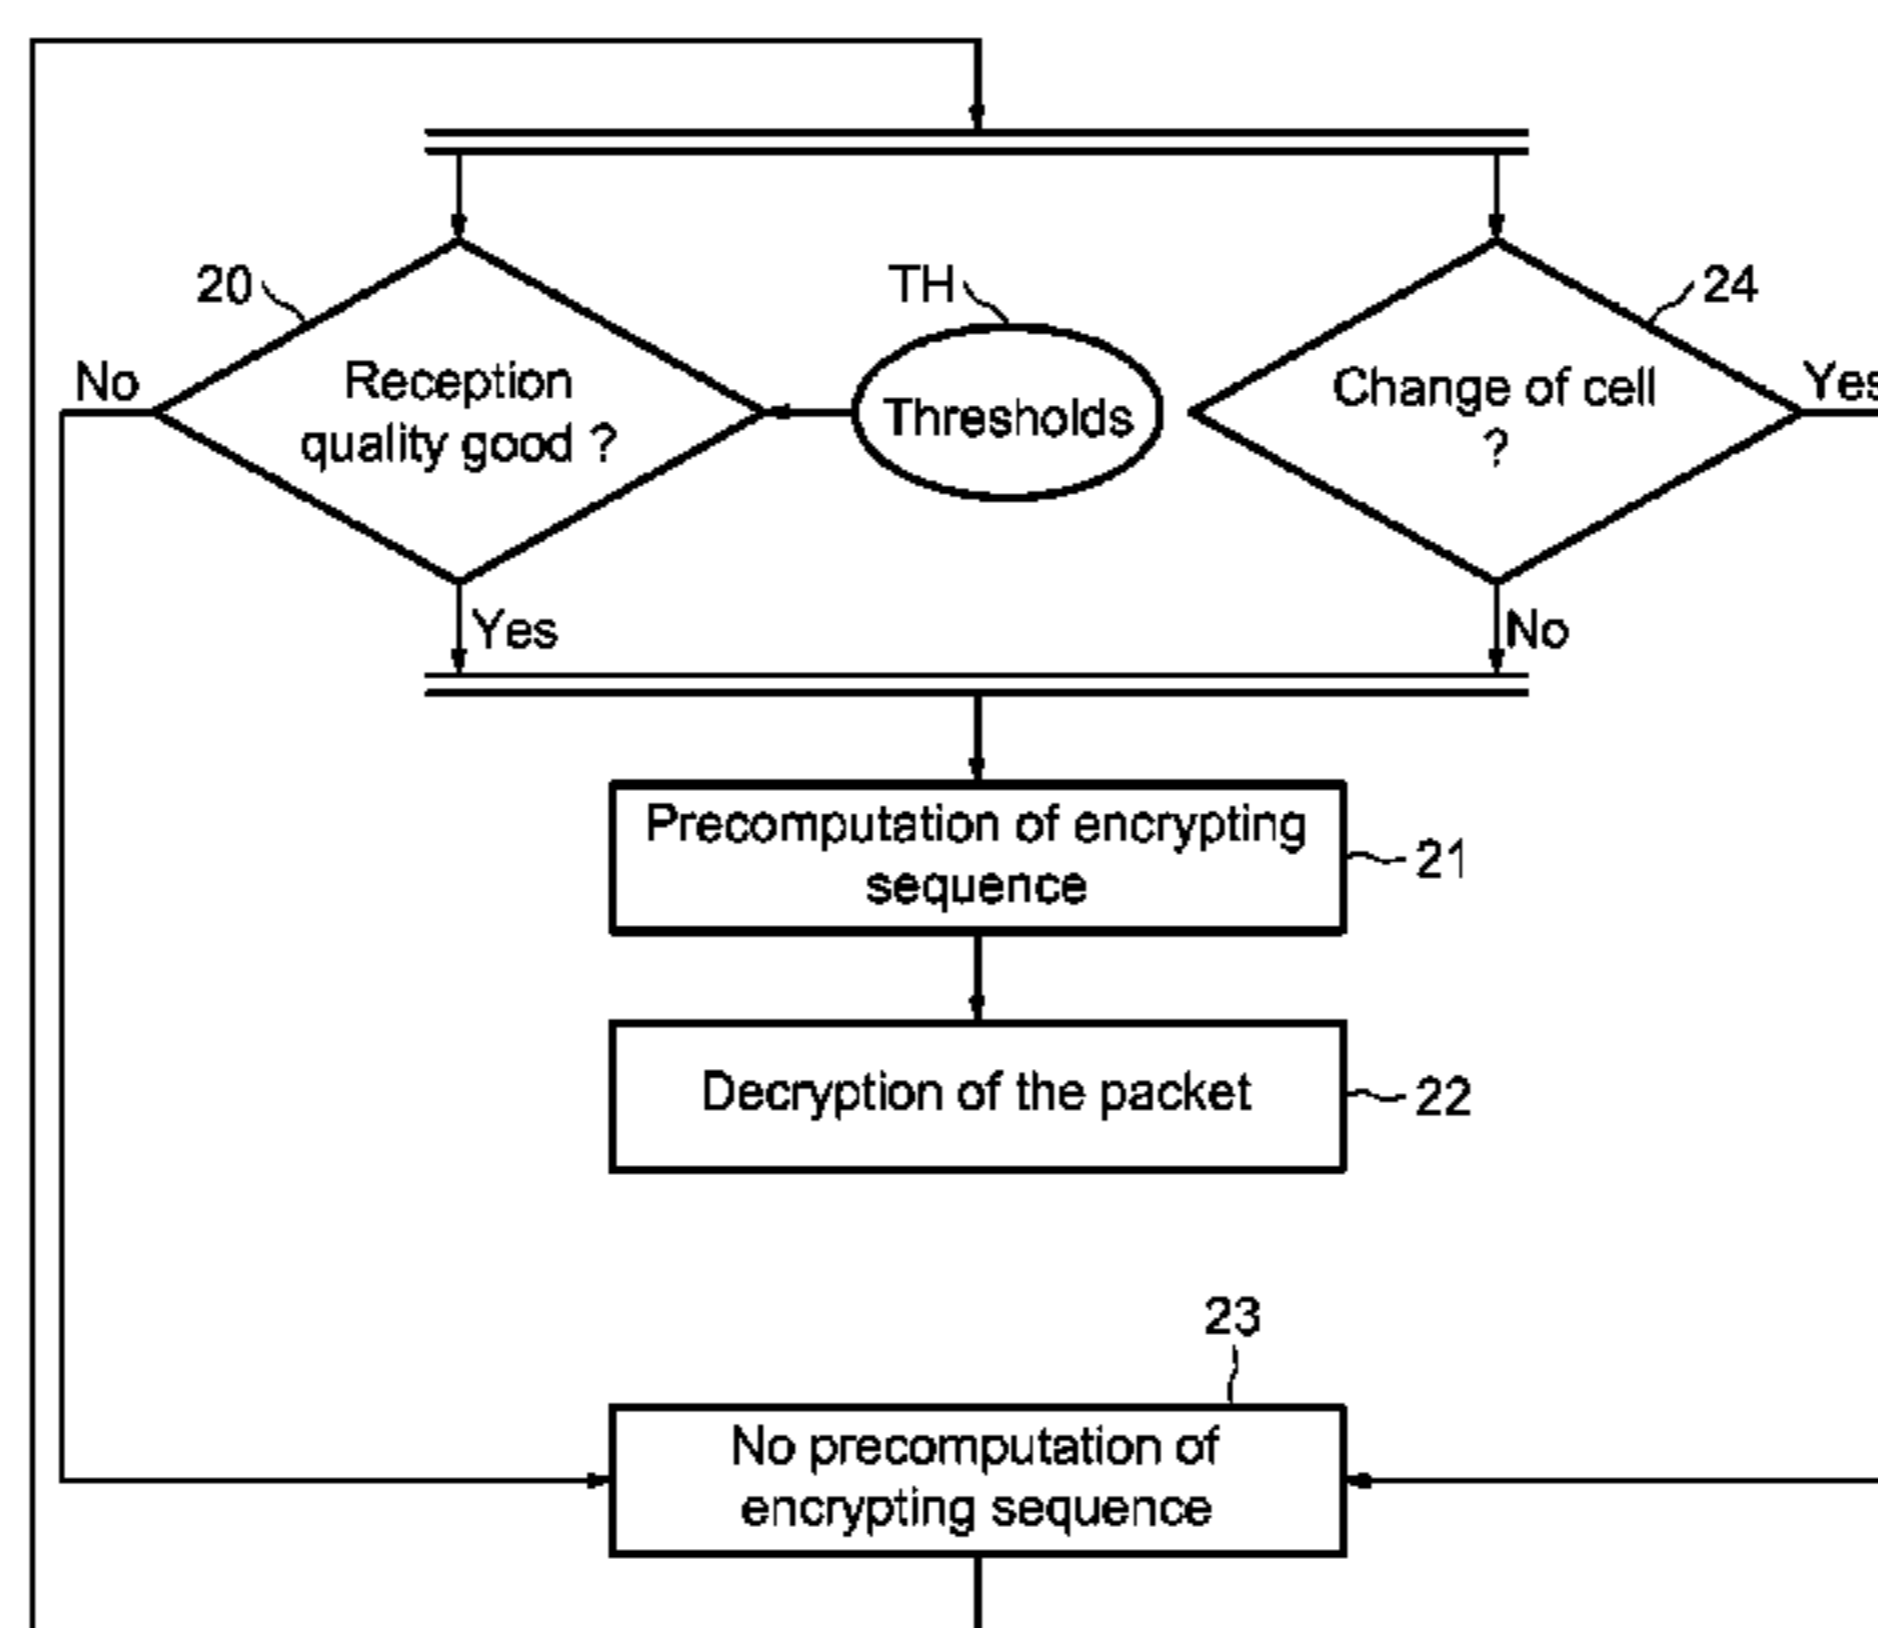 20
TH
24
No
Reception
quality good ?
Thresholds
Change of cell
?
Yes
Yes
No
Precomputation of encrypting
sequence
21
Decryption of the packet
22
23
No precomputation of
encrypting sequence